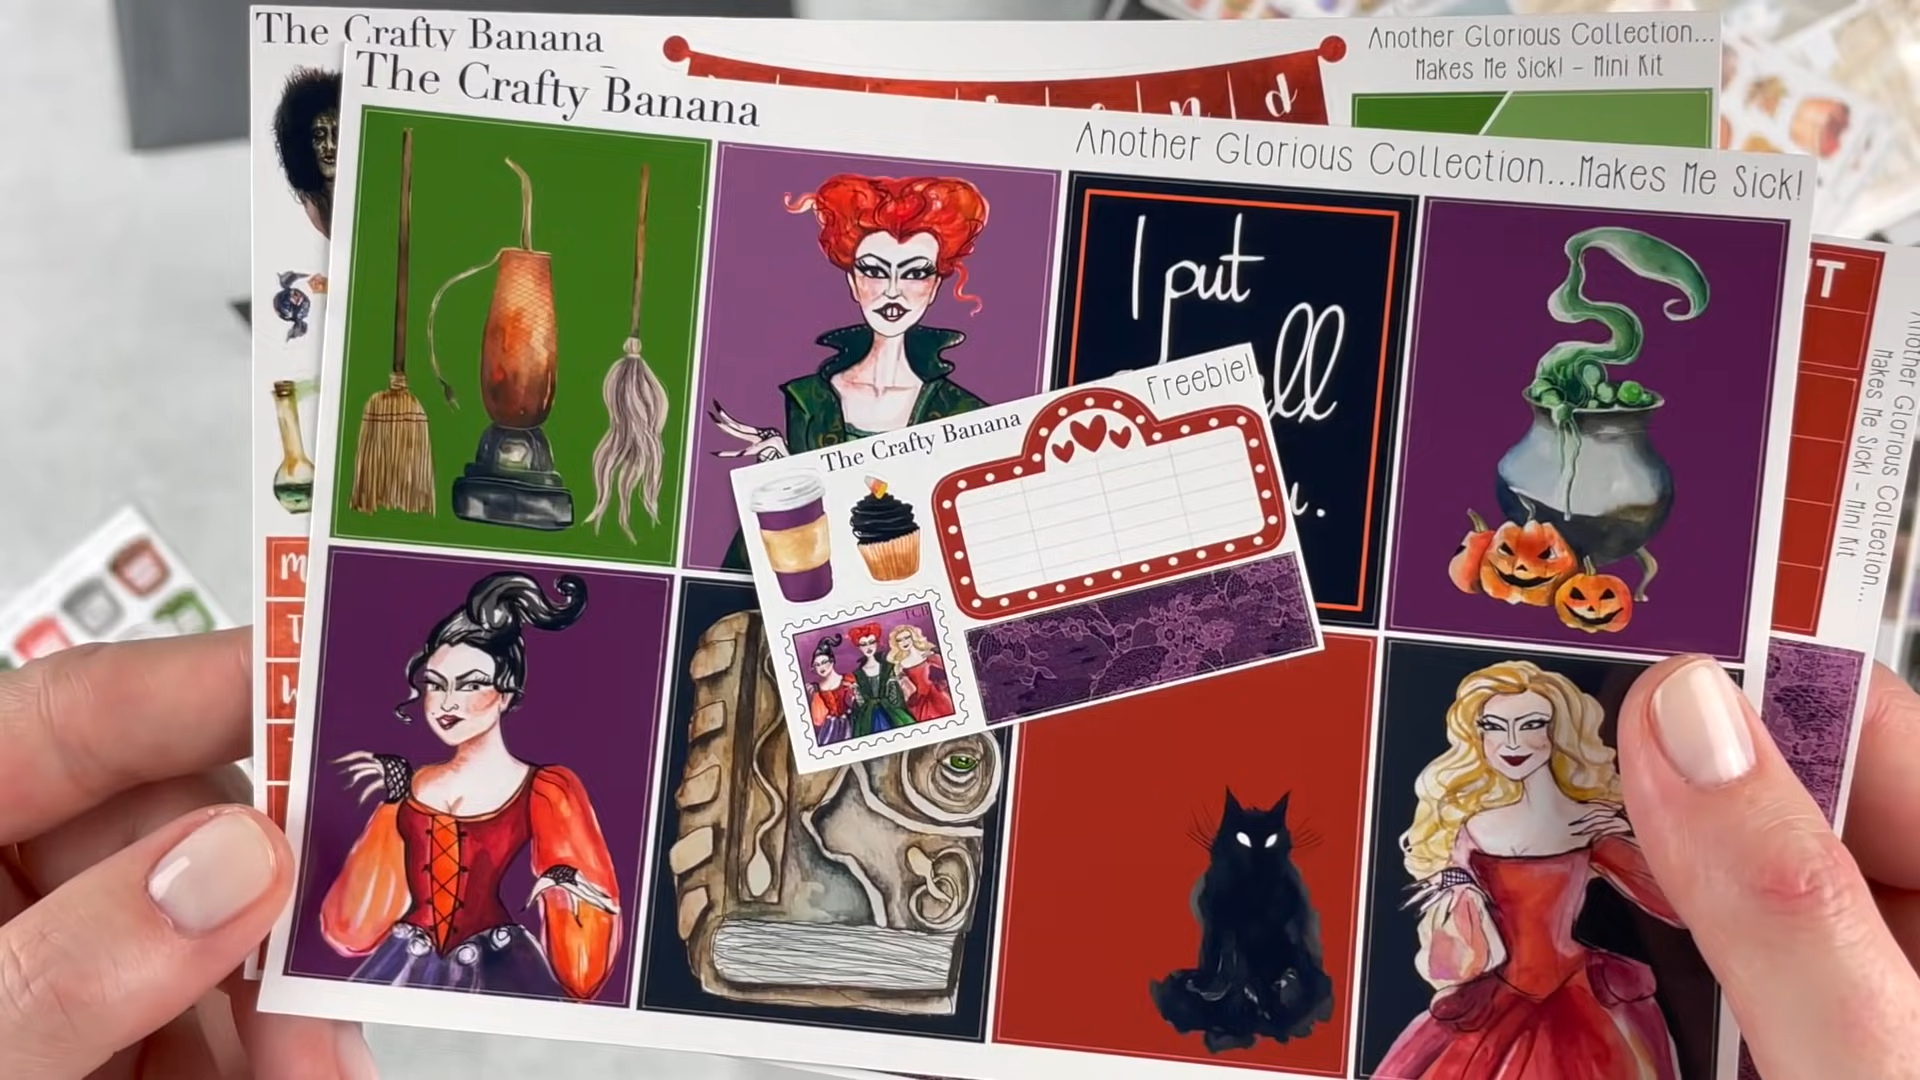 The Crafty Banana
Another Glorious Collection...
Makes Me Sick! - Mini Kit
The Crafty Banana
Another Glorious Collection...Makes Me Sick!
I put
u.
The Crafty Banana
Freebie!
M
T
W
T
Another Glorious Collection...
Makes Me Sick! - Mini Kit